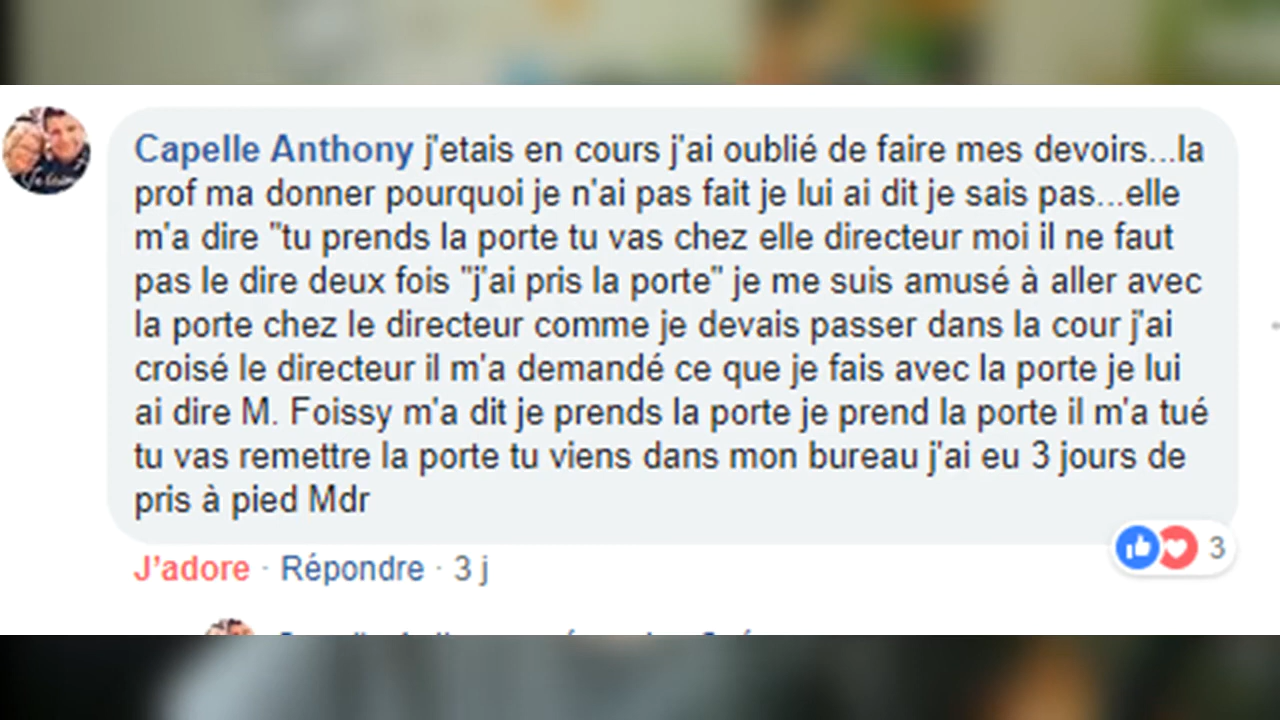 Capelle Anthony j'etais en cours j'ai oublié de faire mes devoirs...la
prof ma donner pourquoi je n'ai pas fait je lui ai dit je sais pas...elle
m'a dire "tu prends la porte tu vas chez elle directeur moi il ne faut
pas le dire deux fois "j'ai pris la porte" je me suis amusé à aller avec
la porte chez le directeur comme je devais passer dans la cour j'ai
croisé le directeur il m'a demandé ce que je fais avec la porte je lui
ai dire M. Foissy m'a dit je prends la porte je prend la porte il m'a tué
tu vas remettre la porte tu viens dans mon bureau j'ai eu 3 jours de
pris à pied Mdr
3
J'adore · Répondre · 3 j